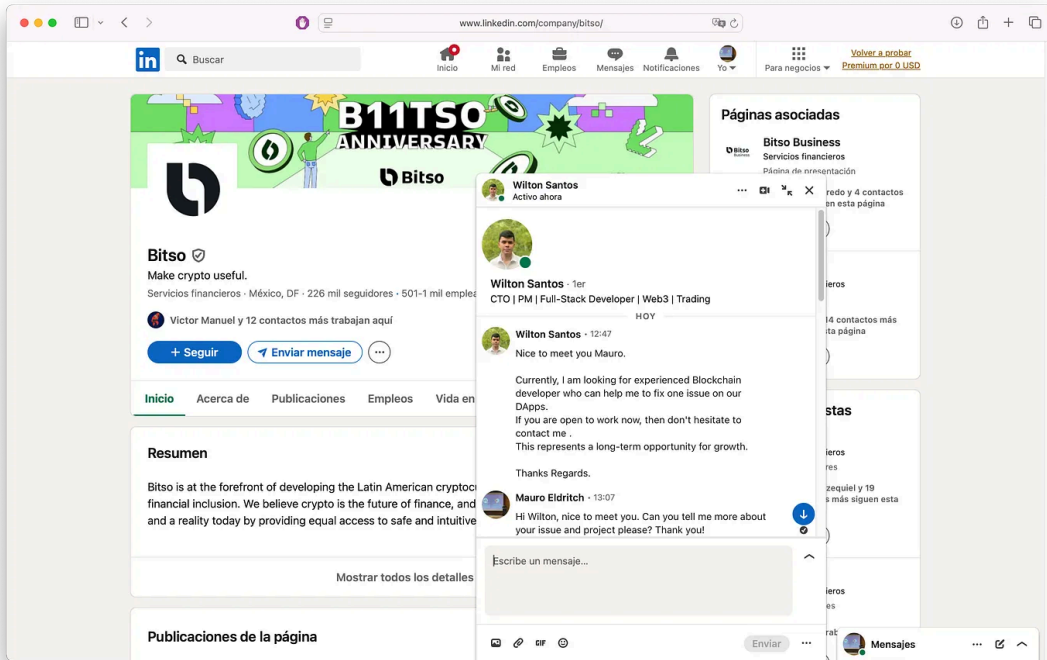 www.linkedin.com/company/bitso/
in
Buscar
Inicio
Mi red
Empleos
Mensajes
Notificaciones
Yo
Para negocios
Volver a probar
Premium por 0 USD
B11TSO
ANNIVERSARY
Bitso
Bitso
Make crypto useful.
Servicios financieros · México, DF · 226 mil seguidores · 501-1 mil emplea
Victor Manuel y 12 contactos más trabajan aquí
+ Seguir
Enviar mensaje
Inicio
Acerca de
Publicaciones
Empleos
Vida en
Resumen
Bitso is at the forefront of developing the Latin American cryptocu
financial inclusion. We believe crypto is the future of finance, and
and a reality today by providing equal access to safe and intuitive
Mostrar todos los detalles
Publicaciones de la página
Páginas asociadas
Bitso
Business
Bitso Business
Servicios financieros
Página de presentación
redo y 4 contactos
en esta página
ieros
14 contactos más
sta página
stas
ieros
res
zequiel y 19
s más siguen esta
ieros
es
Wilton Santos
Activo ahora
Wilton Santos · 1er
CTO | PM | Full-Stack Developer | Web3 | Trading
HOY
Wilton Santos · 12:47
Nice to meet you Mauro.
Currently, I am looking for experienced Blockchain
developer who can help me to fix one issue on our
DApps.
If you are open to work now, then don't hesitate to
contact me .
This represents a long-term opportunity for growth.
Thanks Regards.
Mauro Eldritch · 13:07
Hi Wilton, nice to meet you. Can you tell me more about
your issue and project please? Thank you!
Escribe un mensaje...
GIF
Enviar
Mensajes